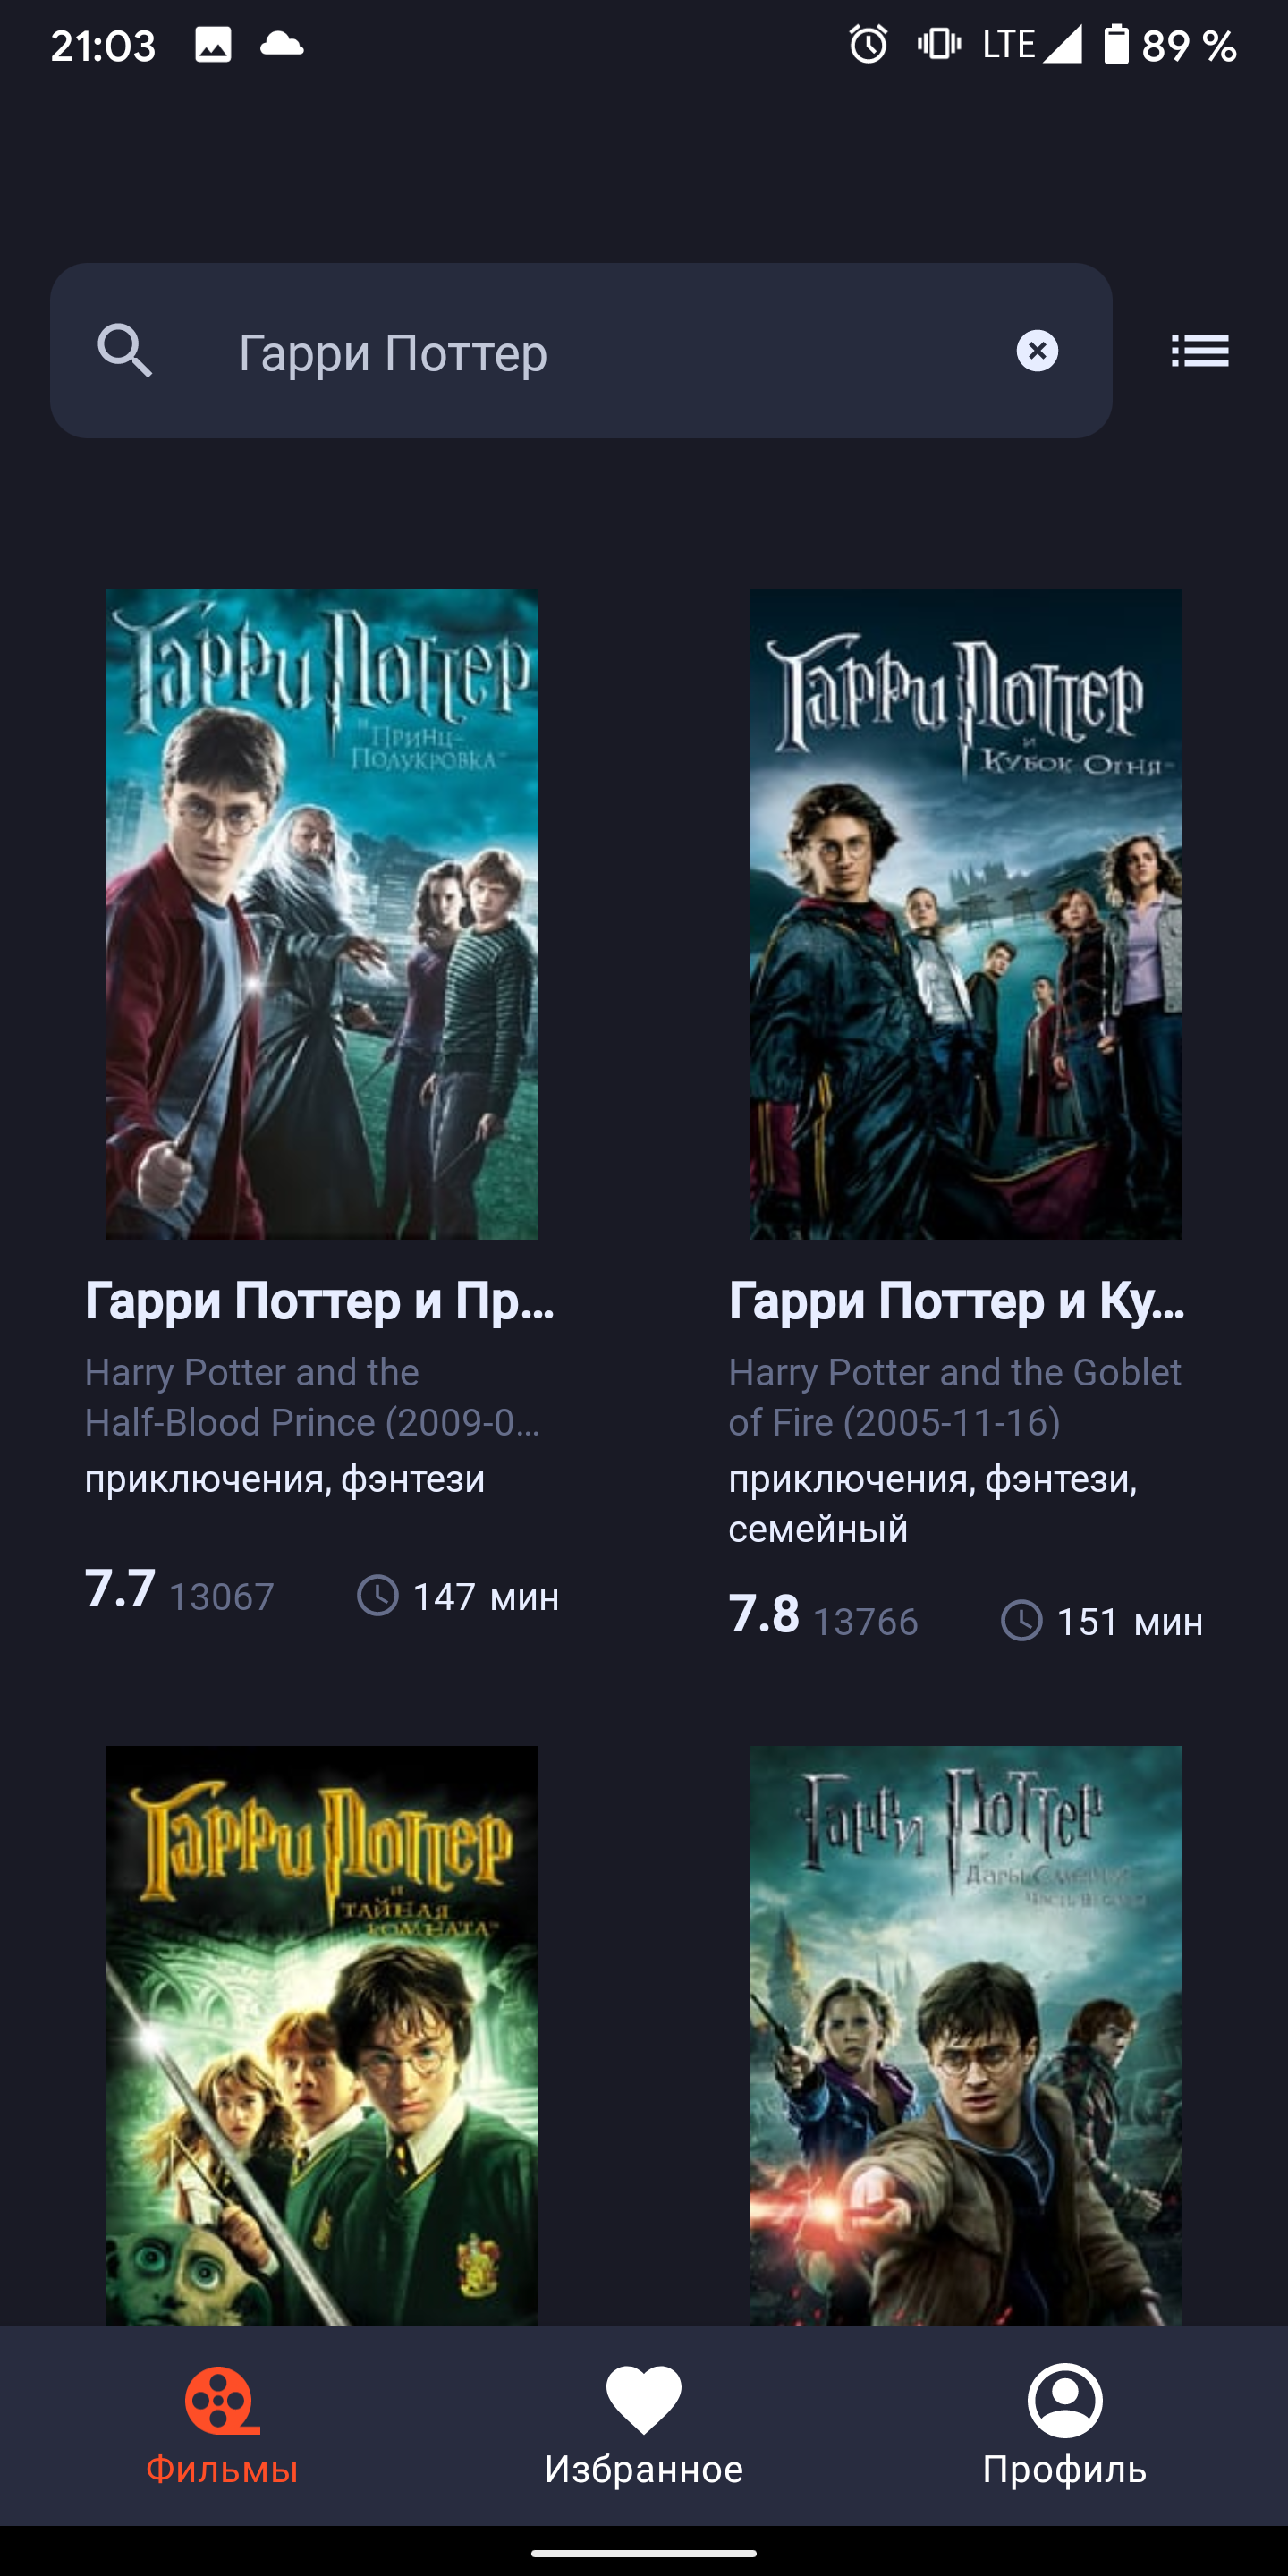 21:03
LTE
89 %
Гарри Поттер
Гарри Поттер
и
Принц-
Полукровка
Гарри Поттер
и
Кубок Огня
Гарри Поттер и Пр...
Harry Potter and the
Half-Blood Prince (2009-0...
приключения, фэнтези
7.7 13067
147 мин
Гарри Поттер и Ку...
Harry Potter and the Goblet
of Fire (2005-11-16)
приключения, фэнтези,
семейный
7.8 13766
151 мин
Гарри Поттер
и
Тайная
Комната
Гарри Поттер
Дары Смерти
Фильмы
Избранное
Профиль